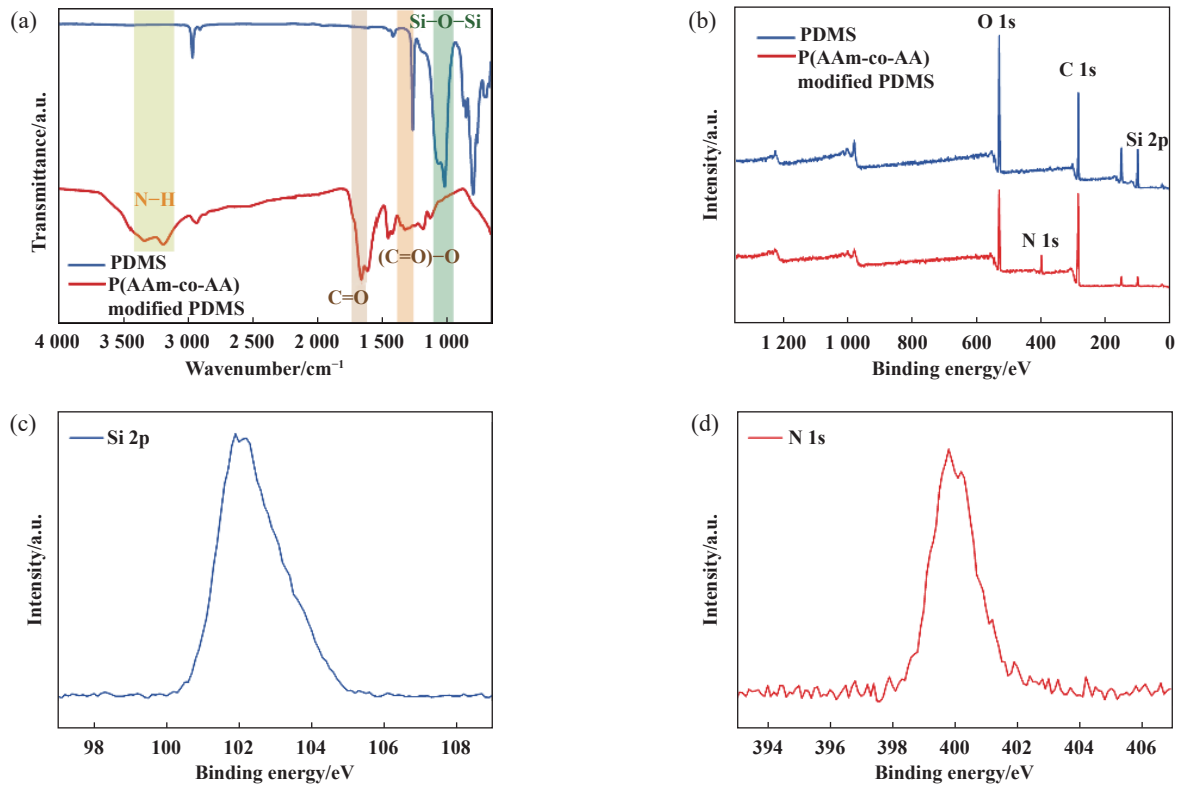 (a)
Si−O−Si
N−H
(C=O)−O
C=O
PDMS
P(AAm-co-AA)
modified PDMS
Transmittance/a.u.
4 000 3 500 3 000 2 500 2 000 1 500 1 000
Wavenumber/cm⁻¹
(b)
PDMS
P(AAm-co-AA)
modified PDMS
O 1s
C 1s
Si 2p
N 1s
Intensity/a.u.
1 200 1 000 800 600 400 200 0
Binding energy/eV
(c)
Si 2p
Intensity/a.u.
98 100 102 104 106 108
Binding energy/eV
(d)
N 1s
Intensity/a.u.
394 396 398 400 402 404 406
Binding energy/eV